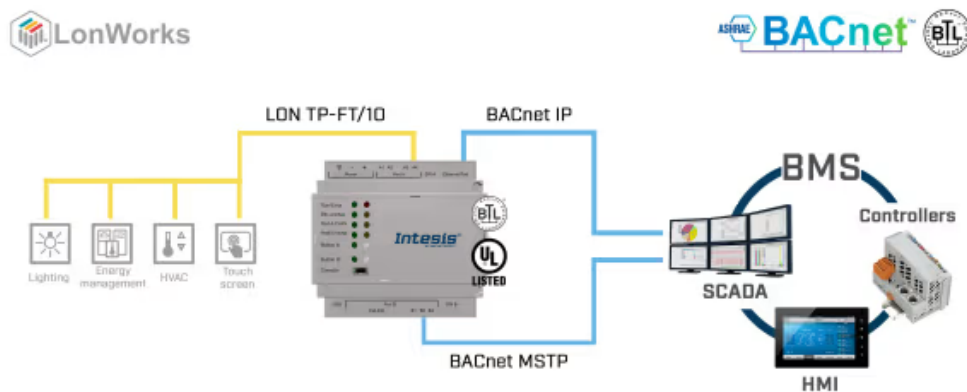 LonWorks
ASHRAE BACnet™ BTL
LON TP-FT/10
BACnet IP
BMS
Controllers
Intesis
BTL
UL
LISTED
Lighting
Energy
management
HVAC
Touch
screen
SCADA
BACnet MSTP
HMI